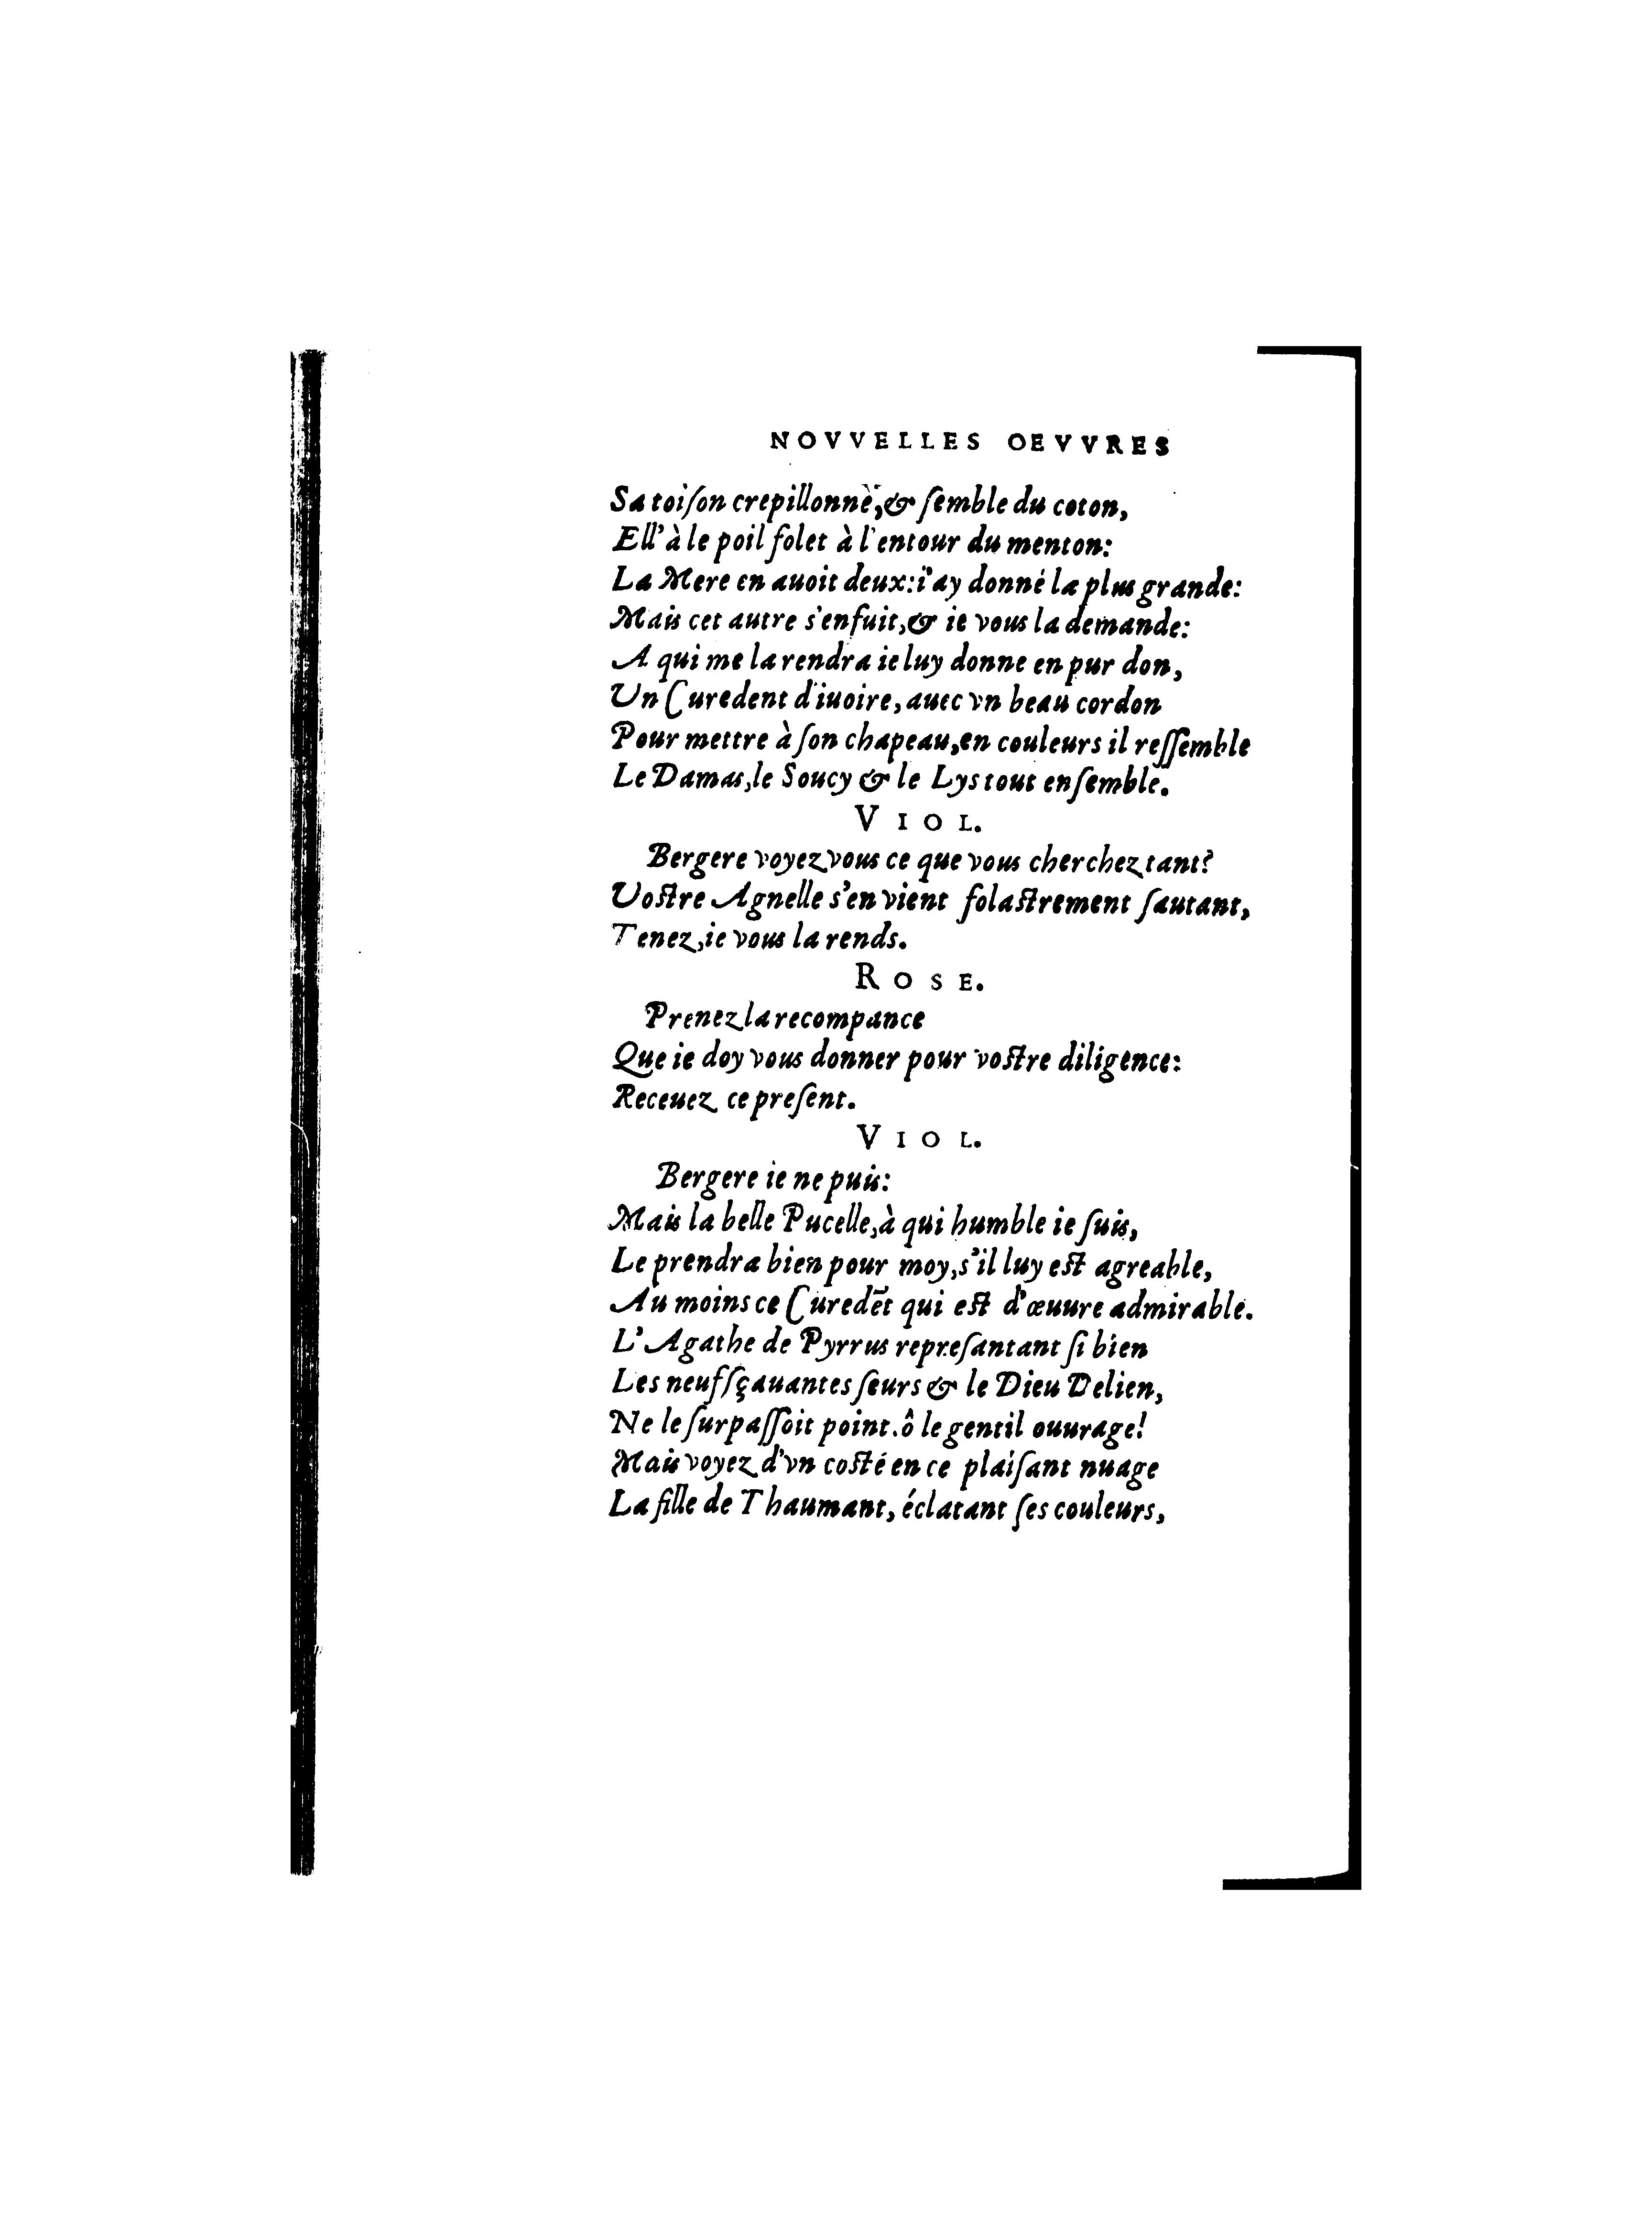 NOVVELLES OEVVRES
Sa toiſon crepillonnè, & ſemble du coton,
Ell' à le poil folet à l'entour du menton:
La Mere en auoit deux: i'ay donné la plus grande:
Mais cet autre s'enfuit, & ie vous la demande:
A qui me la rendra ie luy donne en pur don,
Un Curedent d'iuoire, auec vn beau cordon
Pour mettre à ſon chapeau, en couleurs il reſſemble
Le Damas, le Soucy & le Lys tout enſemble.
VIOL.
Bergere voyez vous ce que vous cherchez tant?
Uoſtre Agnelle s'en vient folaſtrement ſautant,
Tenez, ie vous la rends.
ROSE.
Prenez la recompance
Que ie doy vous donner pour voſtre diligence:
Receuez ce preſent.
VIOL.
Bergere ie ne puis:
Mais la belle Pucelle, à qui humble ie ſuis,
Le prendra bien pour moy, s'il luy eſt agreable,
Au moins ce Curedẽt qui eſt d'œuure admirable.
L'Agathe de Pyrrus repreſantant ſi bien
Les neuf ſçauantes ſeurs & le Dieu Delien,
Ne le ſurpaſſoit point. ô le gentil ouurage!
Mais voyez d'vn coſté en ce plaiſant nuage
La fille de Thaumant, éclatant ſes couleurs,